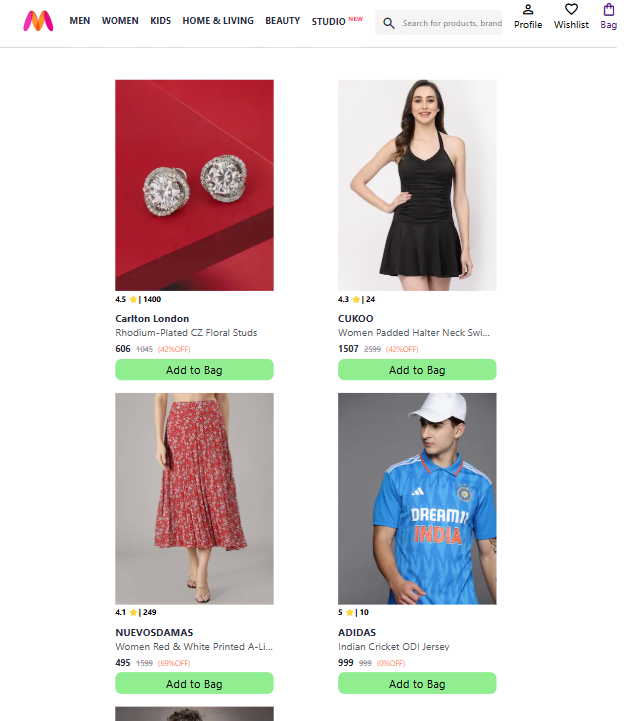 MEN WOMEN KIDS HOME & LIVING BEAUTY STUDIO NEW Search for products, brand Profile Wishlist Bag
4.5 ⭐ | 1400
Carlton London
Rhodium-Plated CZ Floral Studs
606 1045 (42%OFF)
Add to Bag
4.3 ⭐ | 24
CUKOO
Women Padded Halter Neck Swi...
1507 2599 (42%OFF)
Add to Bag
4.1 ⭐ | 249
NUEVOSDAMAS
Women Red & White Printed A-Li...
495 1599 (69%OFF)
Add to Bag
DREAM11
INDIA
5 ⭐ | 10
ADIDAS
Indian Cricket ODI Jersey
999 999 (0%OFF)
Add to Bag